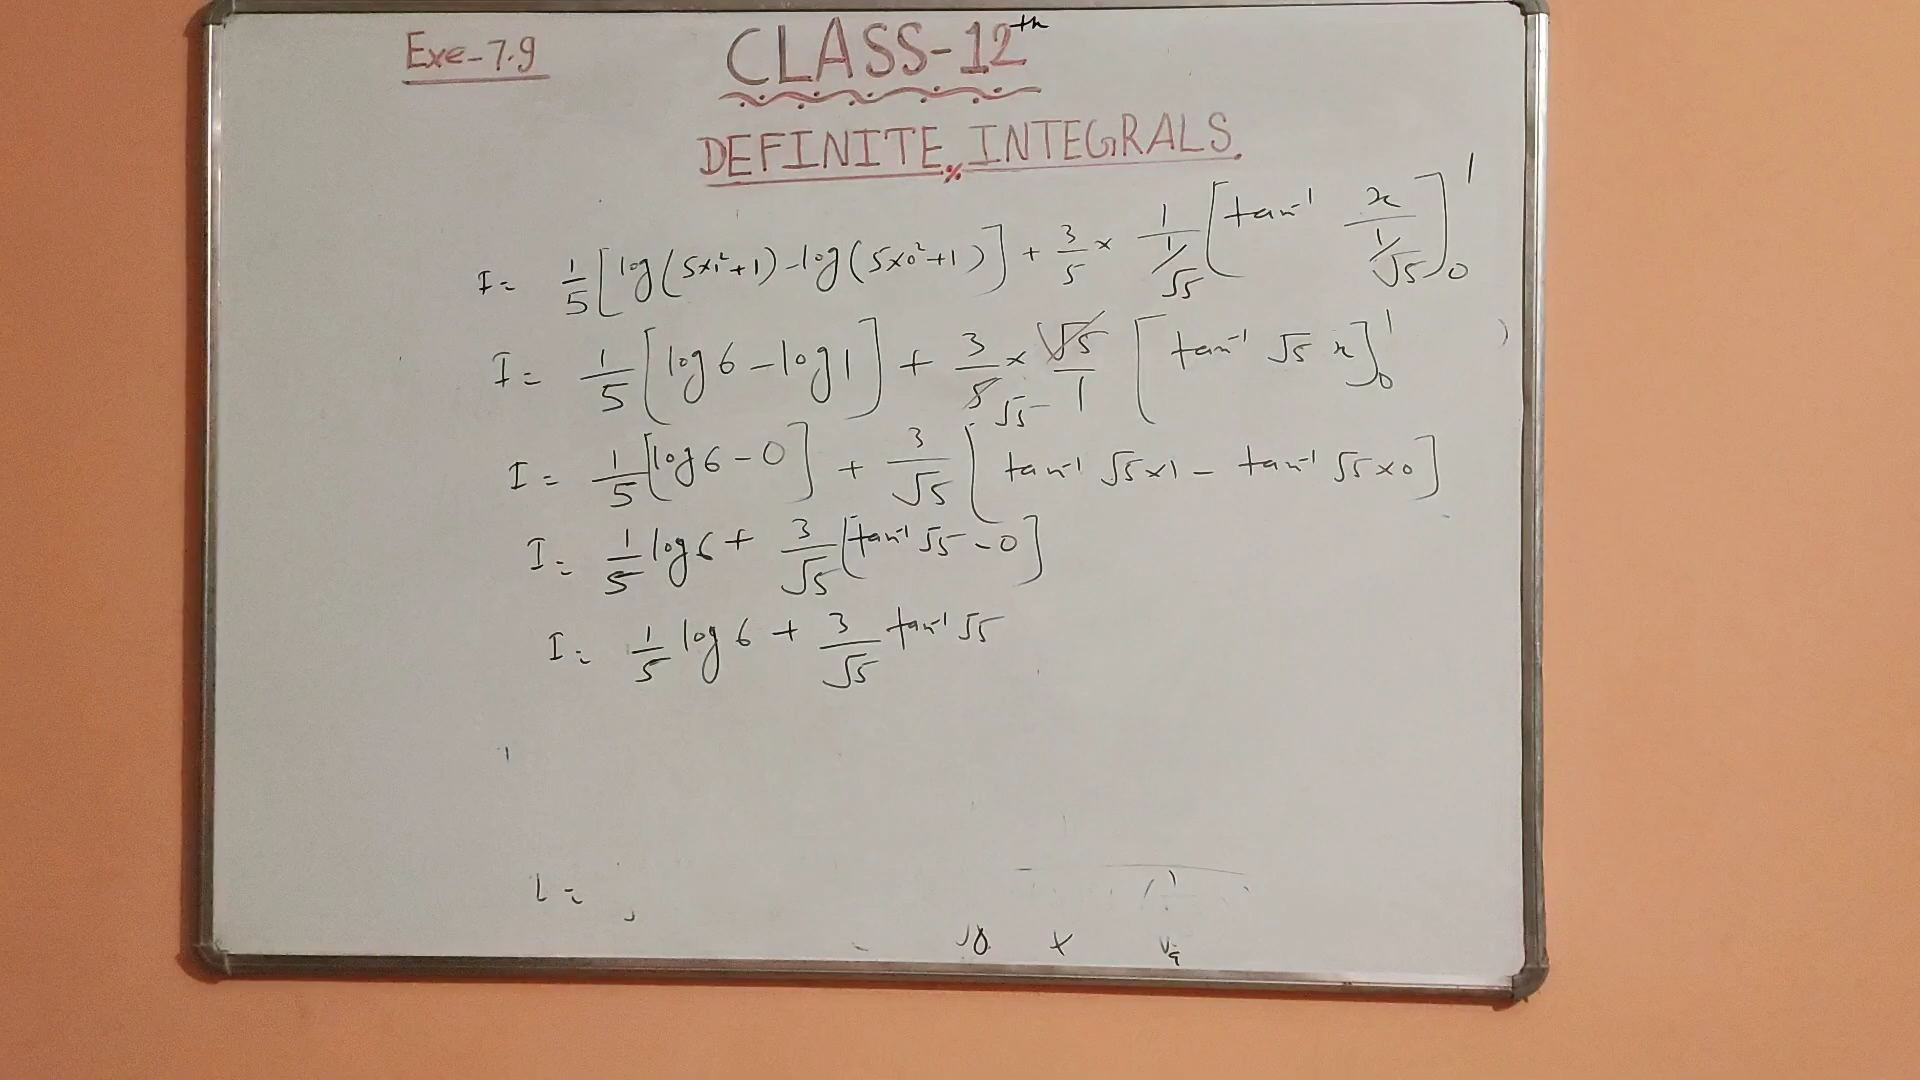 Exe-7.9
CLASS-12th
DEFINITE INTEGRALS.
I = 1/5 [log(5×1²+1) - log(5×0²+1)] + 3/5 × 1/(1/√5) [tan⁻¹ x/(1/√5)]₀¹
I = 1/5 [log 6 - log 1] + 3/5 √5 × √5/1 [tan⁻¹ √5 x]₀¹
I = 1/5 [log 6 - 0] + 3/√5 [tan⁻¹ √5×1 - tan⁻¹ √5×0]
I = 1/5 log 6 + 3/√5 [tan⁻¹ √5 - 0]
I = 1/5 log 6 + 3/√5 tan⁻¹ √5